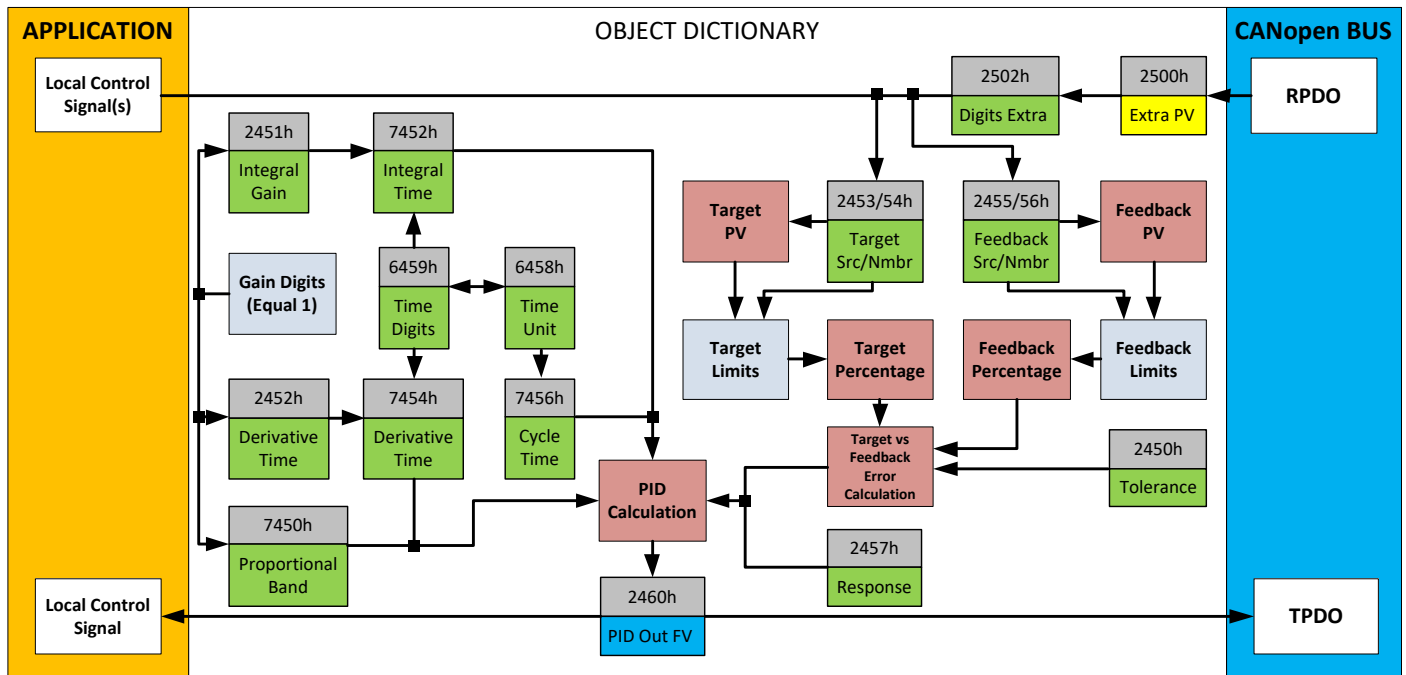 APPLICATION
OBJECT DICTIONARY
CANopen BUS
Local Control
Signal(s)
2502h
Digits Extra
2500h
Extra PV
RPDO
2451h
Integral
Gain
7452h
Integral
Time
Target
PV
2453/54h
Target
Src/Nmbr
2455/56h
Feedback
Src/Nmbr
Feedback
PV
Gain Digits
(Equal 1)
6459h
Time
Digits
6458h
Time
Unit
Target
Limits
Target
Percentage
Feedback
Percentage
Feedback
Limits
2452h
Derivative
Time
7454h
Derivative
Time
7456h
Cycle
Time
Target vs
Feedback
Error
Calculation
2450h
Tolerance
PID
Calculation
7450h
Proportional
Band
2457h
Response
Local Control
Signal
2460h
PID Out FV
TPDO